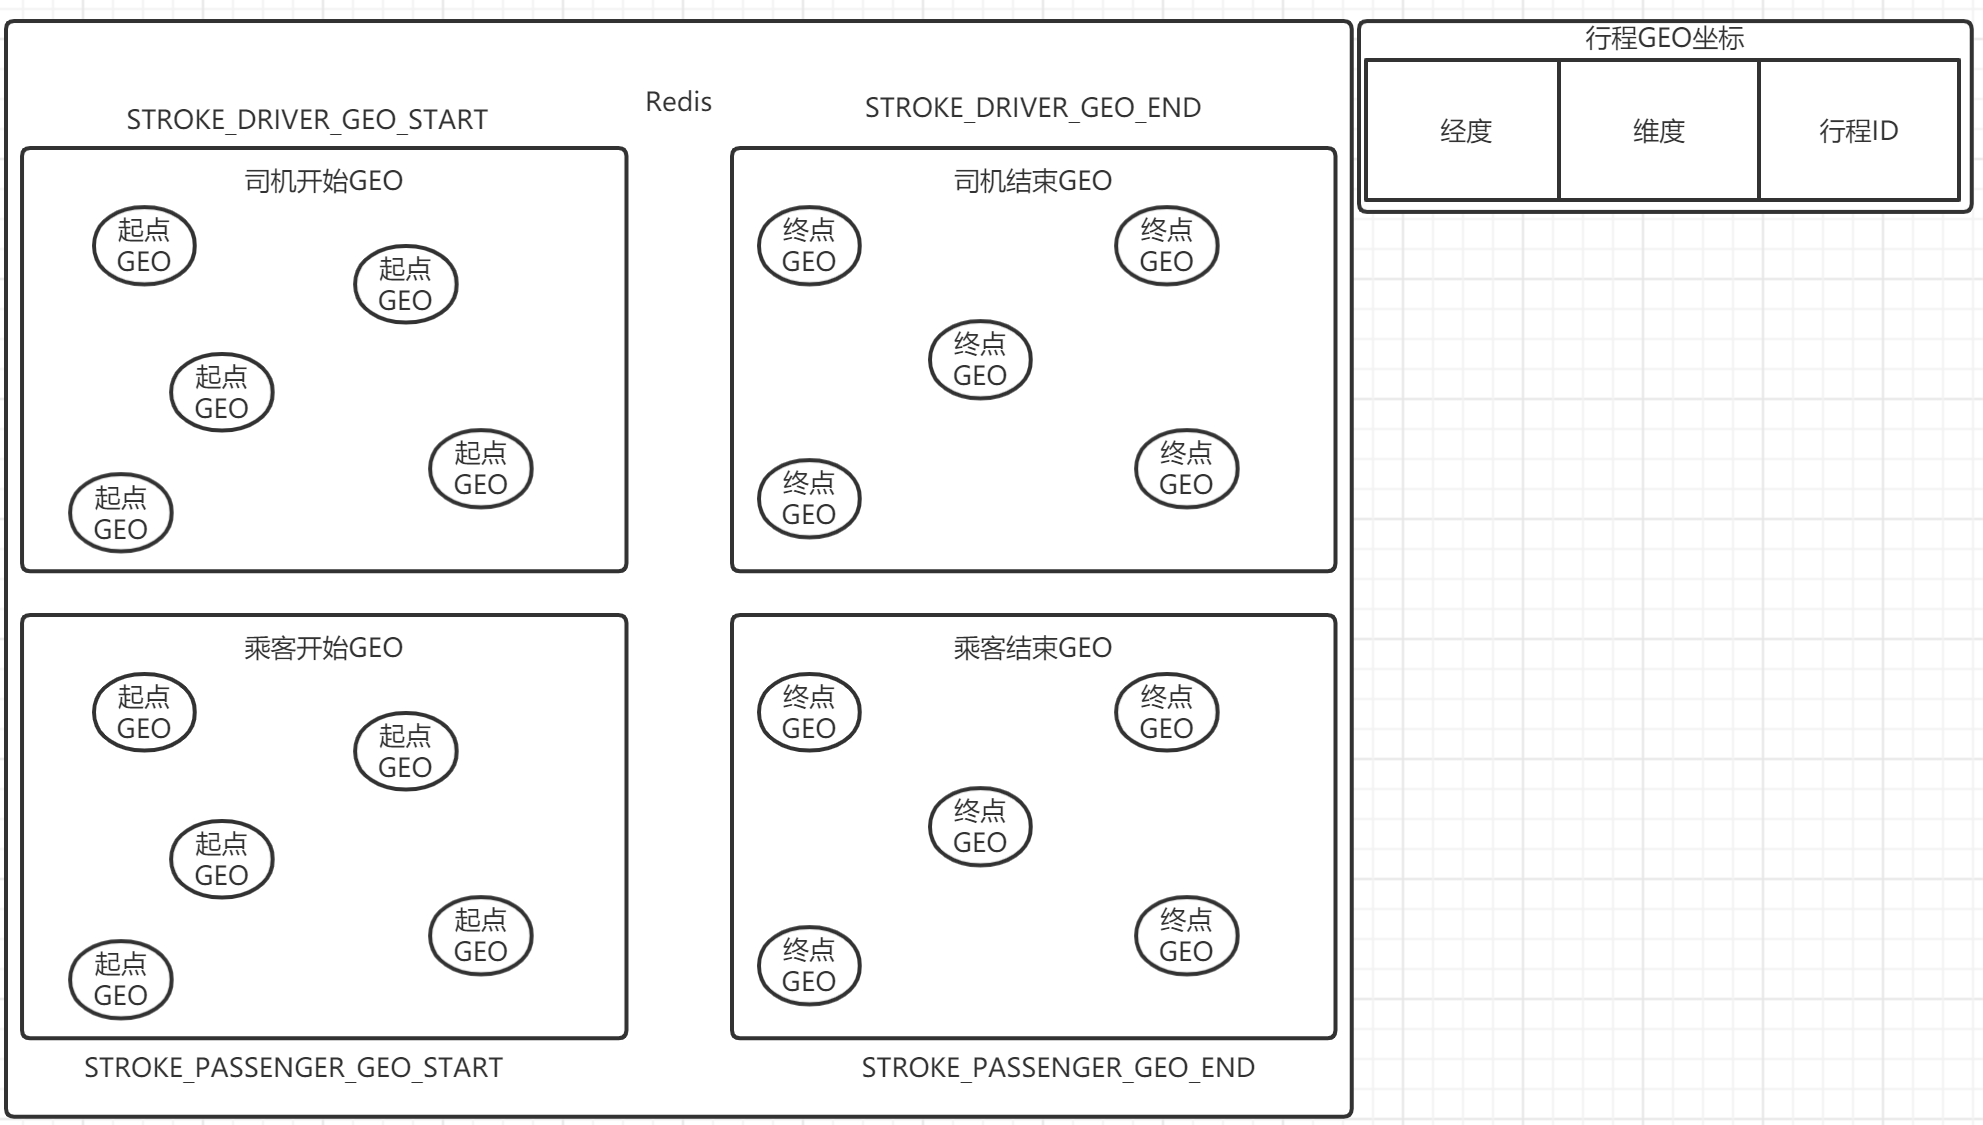 Redis
STROKE_DRIVER_GEO_START
司机开始GEO
起点
GEO
起点
GEO
起点
GEO
起点
GEO
起点
GEO
STROKE_DRIVER_GEO_END
司机结束GEO
终点
GEO
终点
GEO
终点
GEO
终点
GEO
终点
GEO
乘客开始GEO
起点
GEO
起点
GEO
起点
GEO
起点
GEO
起点
GEO
STROKE_PASSENGER_GEO_START
乘客结束GEO
终点
GEO
终点
GEO
终点
GEO
终点
GEO
终点
GEO
STROKE_PASSENGER_GEO_END
行程GEO坐标
经度
维度
行程ID